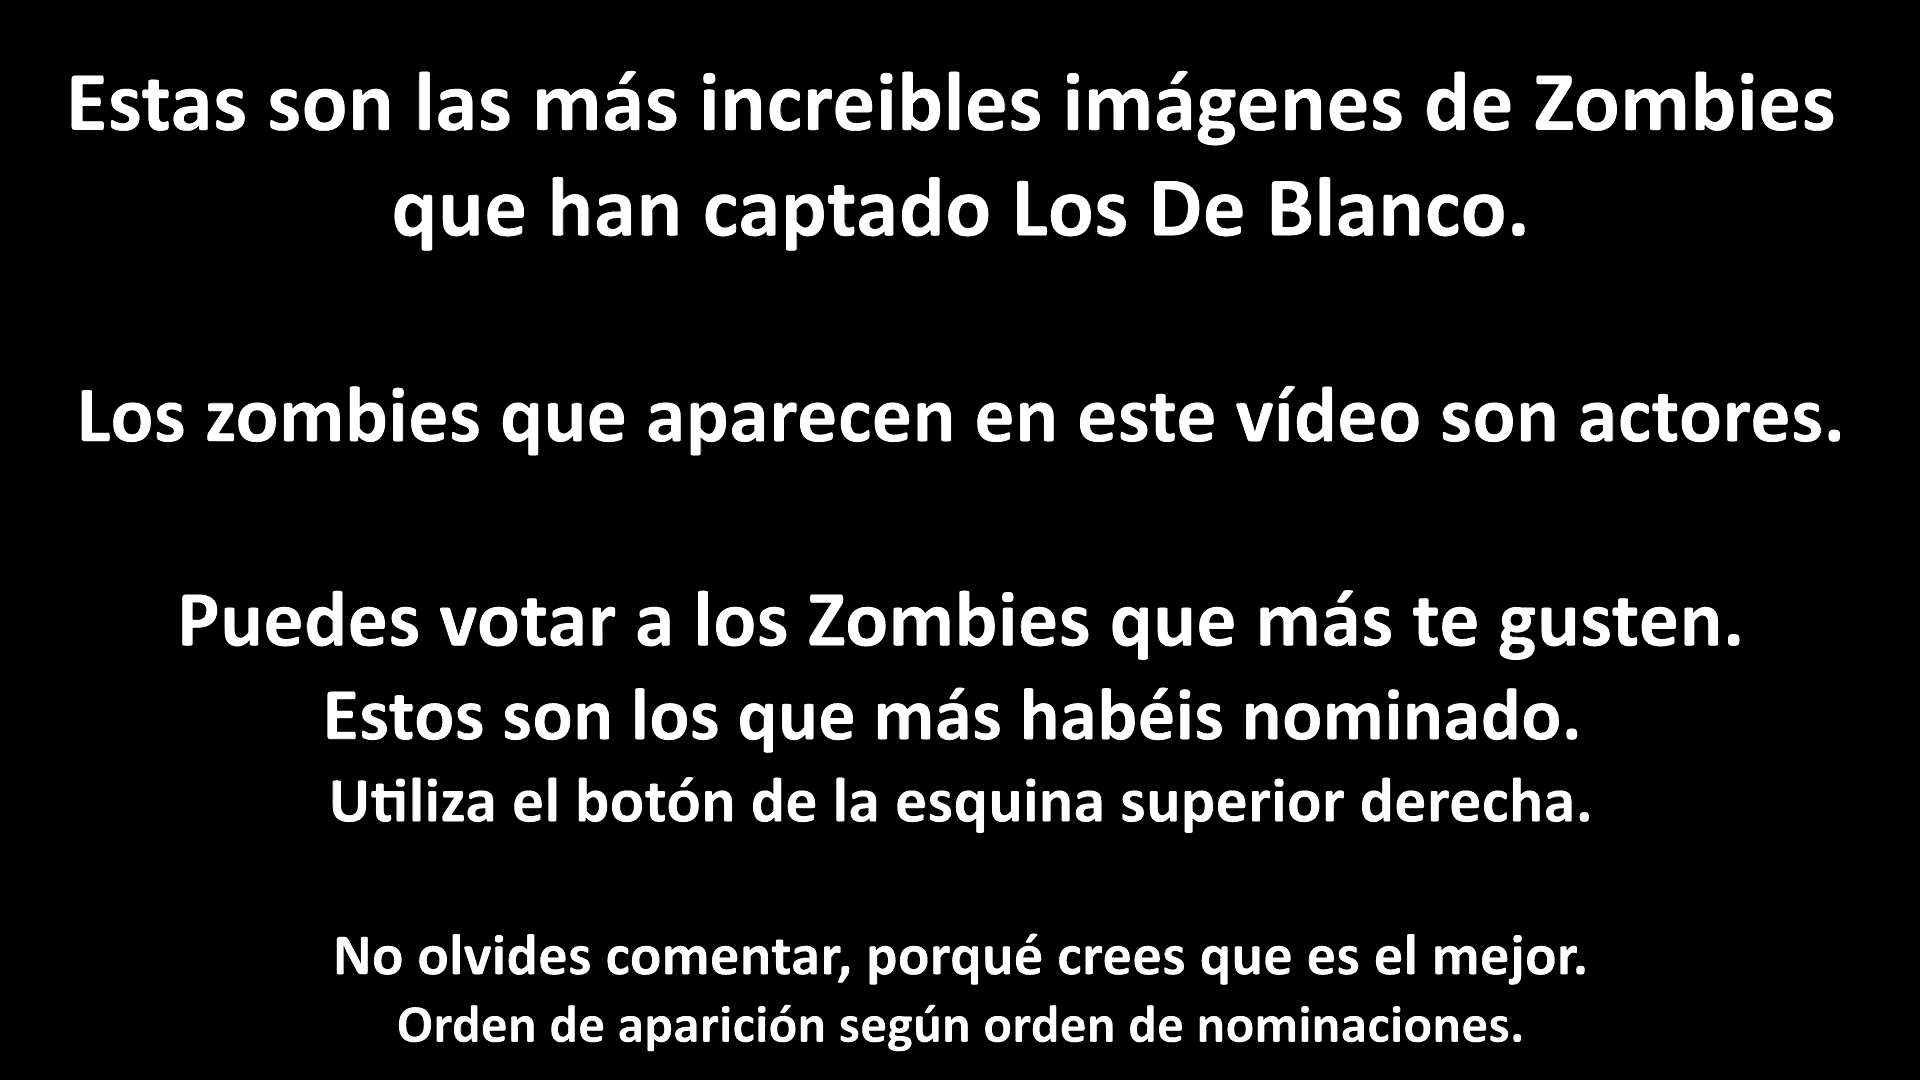 Estas son las más increibles imágenes de Zombies
que han captado Los De Blanco.
Los zombies que aparecen en este vídeo son actores.
Puedes votar a los Zombies que más te gusten.
Estos son los que más habéis nominado.
Utiliza el botón de la esquina superior derecha.
No olvides comentar, porqué crees que es el mejor.
Orden de aparición según orden de nominaciones.